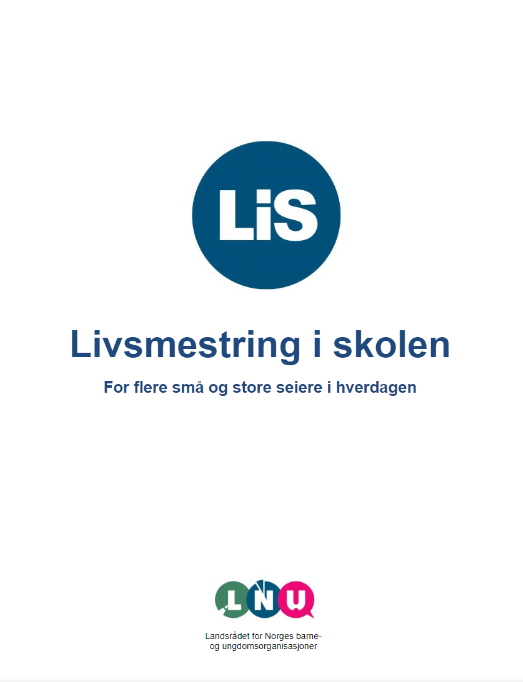 LiS
Livsmestring i skolen
For flere små og store seiere i hverdagen
LNU
Landsrådet for Norges barne-
og ungdomsorganisasjoner